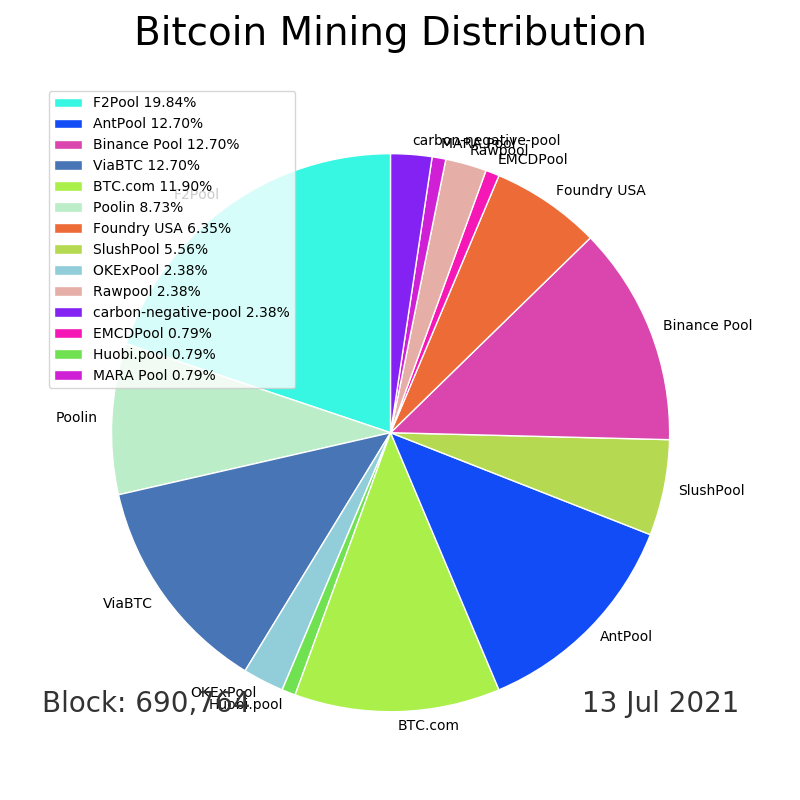 Bitcoin Mining Distribution
F2Pool 19.84%
AntPool 12.70%
Binance Pool 12.70%
ViaBTC 12.70%
BTC.com 11.90%
Poolin 8.73%
Foundry USA 6.35%
SlushPool 5.56%
OKExPool 2.38%
Rawpool 2.38%
carbon-negative-pool 2.38%
EMCDPool 0.79%
Huobi.pool 0.79%
MARA Pool 0.79%
carbon-negative-pool
MARA Pool
Rawpool
EMCDPool
Foundry USA
F2Pool
Binance Pool
Poolin
SlushPool
ViaBTC
AntPool
OKExPool
Huobi.pool
BTC.com
Block: 690,764
13 Jul 2021